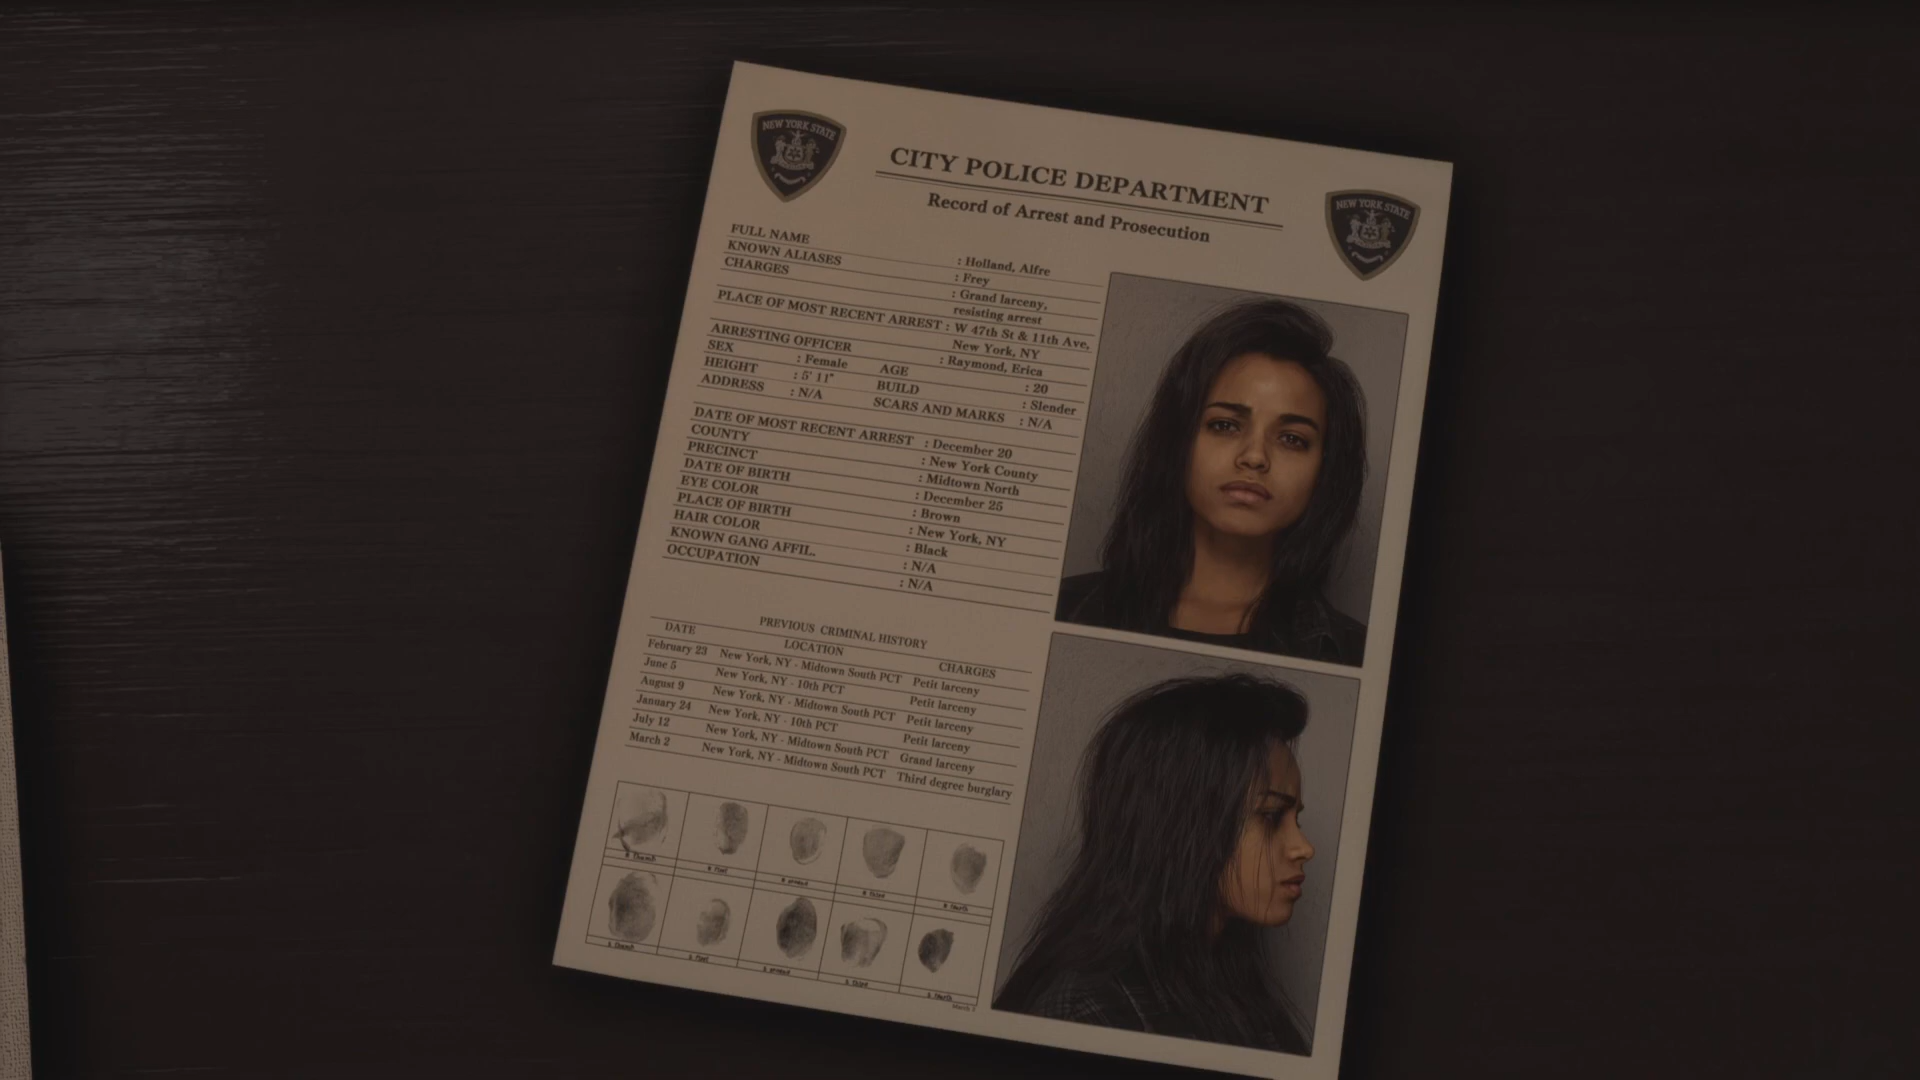 NEW YORK STATE
CITY POLICE DEPARTMENT
NEW YORK STATE
Record of Arrest and Prosecution
FULL NAME : Holland, Alfre
KNOWN ALIASES : Frey
CHARGES : Grand larceny,
resisting arrest
PLACE OF MOST RECENT ARREST : W 47th St & 11th Ave,
New York, NY
ARRESTING OFFICER : Raymond, Erica
SEX : Female AGE : 20
HEIGHT : 5' 11" BUILD : Slender
ADDRESS : N/A SCARS AND MARKS : N/A
DATE OF MOST RECENT ARREST : December 20
COUNTY : New York County
PRECINCT : Midtown North
DATE OF BIRTH : December 25
EYE COLOR : Brown
PLACE OF BIRTH : New York, NY
HAIR COLOR : Black
KNOWN GANG AFFIL. : N/A
OCCUPATION : N/A
PREVIOUS CRIMINAL HISTORY
DATE LOCATION CHARGES
February 23 New York, NY - Midtown South PCT Petit larceny
June 5 New York, NY - 10th PCT Petit larceny
August 9 New York, NY - Midtown South PCT Petit larceny
January 24 New York, NY - 10th PCT Petit larceny
July 12 New York, NY - Midtown South PCT Grand larceny
March 2 New York, NY - Midtown South PCT Third degree burglary